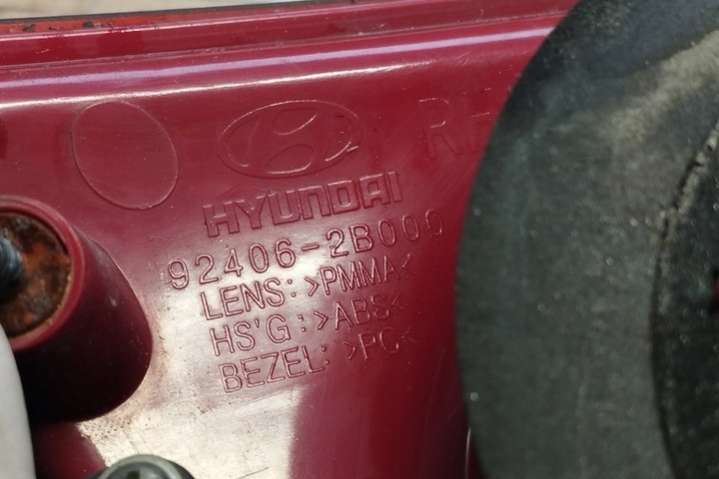 HYUNDAI
92406-2B000
LENS: >PMMA<
HS'G: >ABS<
BEZEL: >PC<